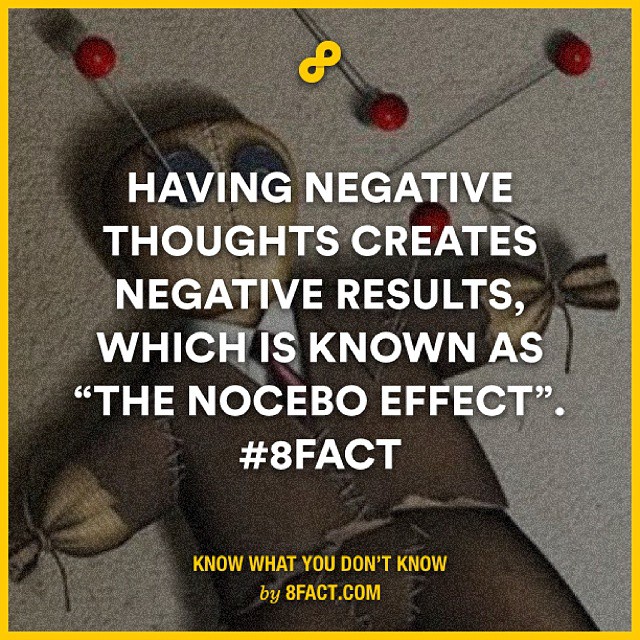 HAVING NEGATIVE
THOUGHTS CREATES
NEGATIVE RESULTS,
WHICH IS KNOWN AS
“THE NOCEBO EFFECT”.
#8FACT
KNOW WHAT YOU DON’T KNOW
by 8FACT.COM